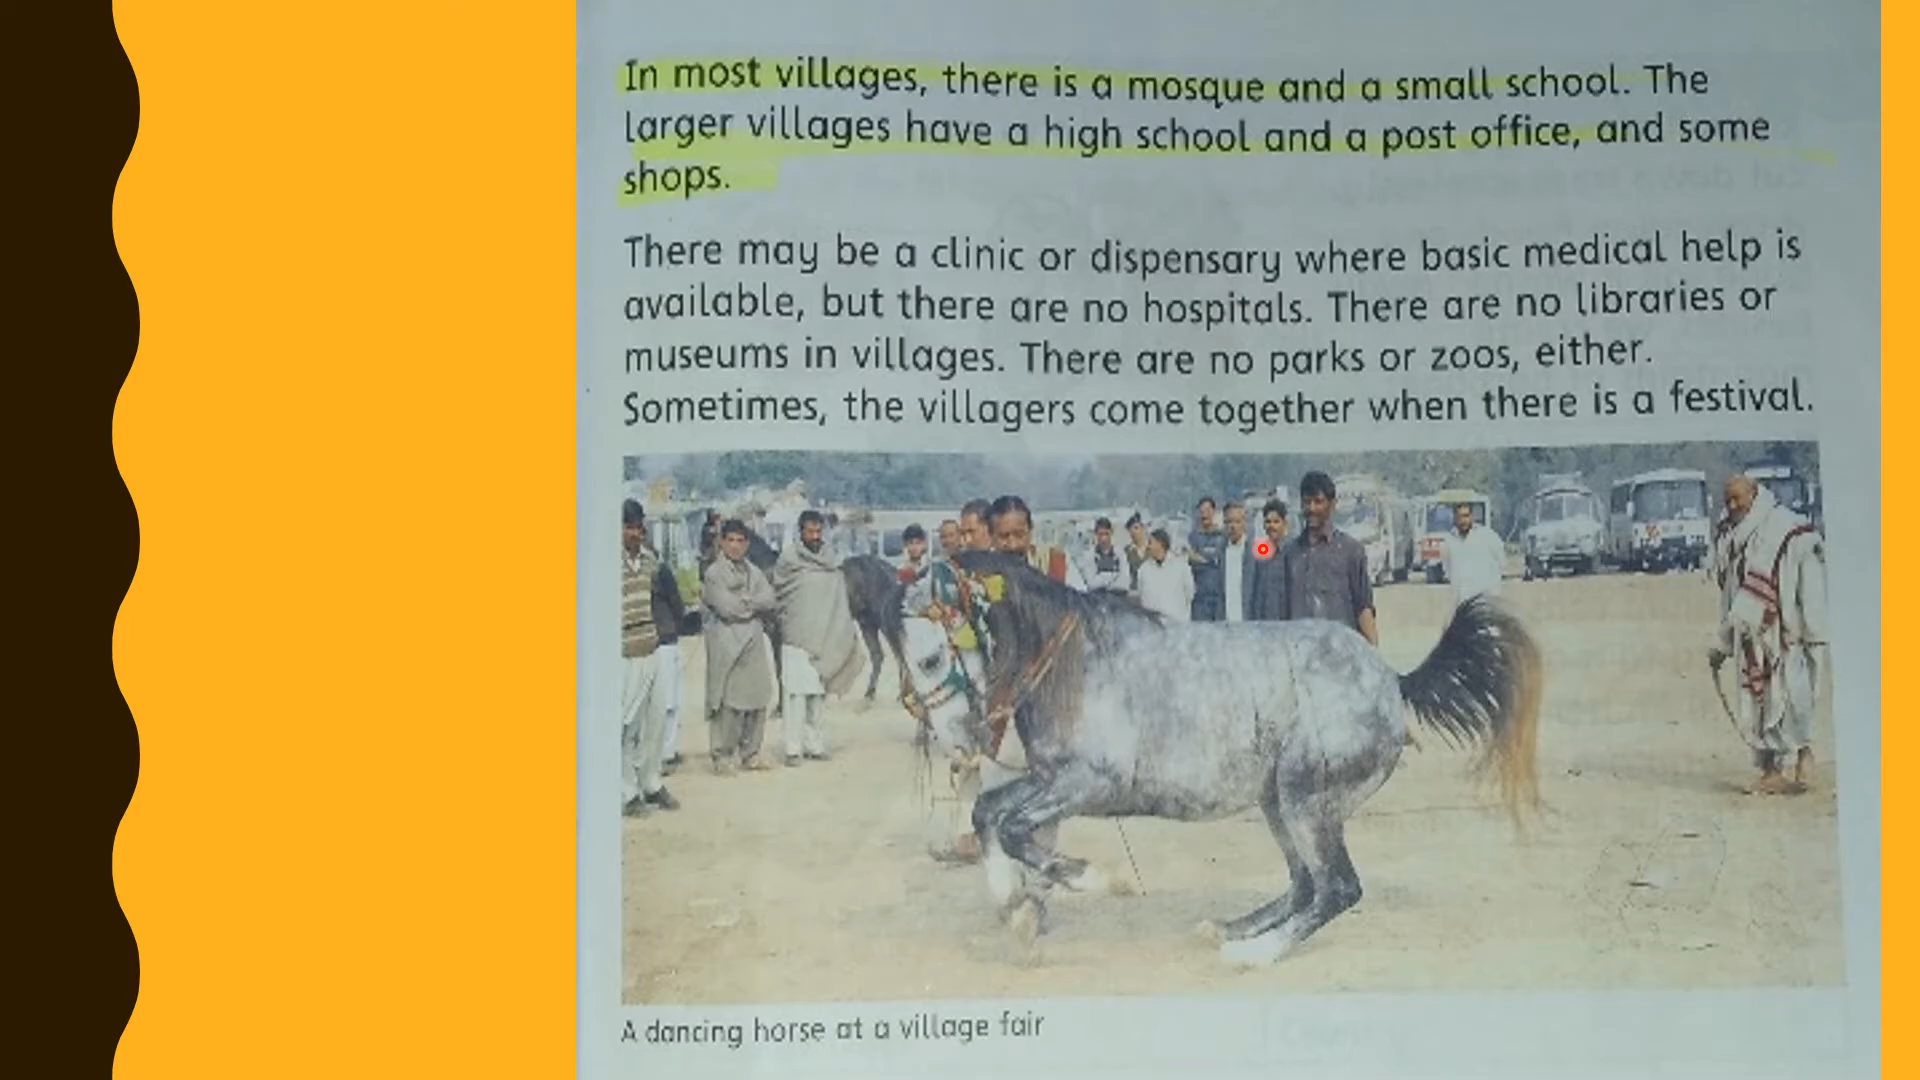 In most villages, there is a mosque and a small school. The
larger villages have a high school and a post office, and some
shops.
There may be a clinic or dispensary where basic medical help is
available, but there are no hospitals. There are no libraries or
museums in villages. There are no parks or zoos, either.
Sometimes, the villagers come together when there is a festival.
A dancing horse at a village fair